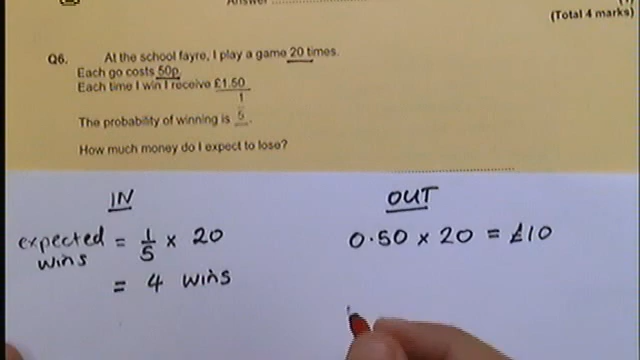 Answer
(Total 4 marks)
Q6. At the school fayre, I play a game 20 times.
Each go costs 50p
Each time I win I receive £1.50
The probability of winning is 1/5.
How much money do I expect to lose?
IN OUT
expected wins = 1/5 × 20 0.50 × 20 = £10
= 4 wins